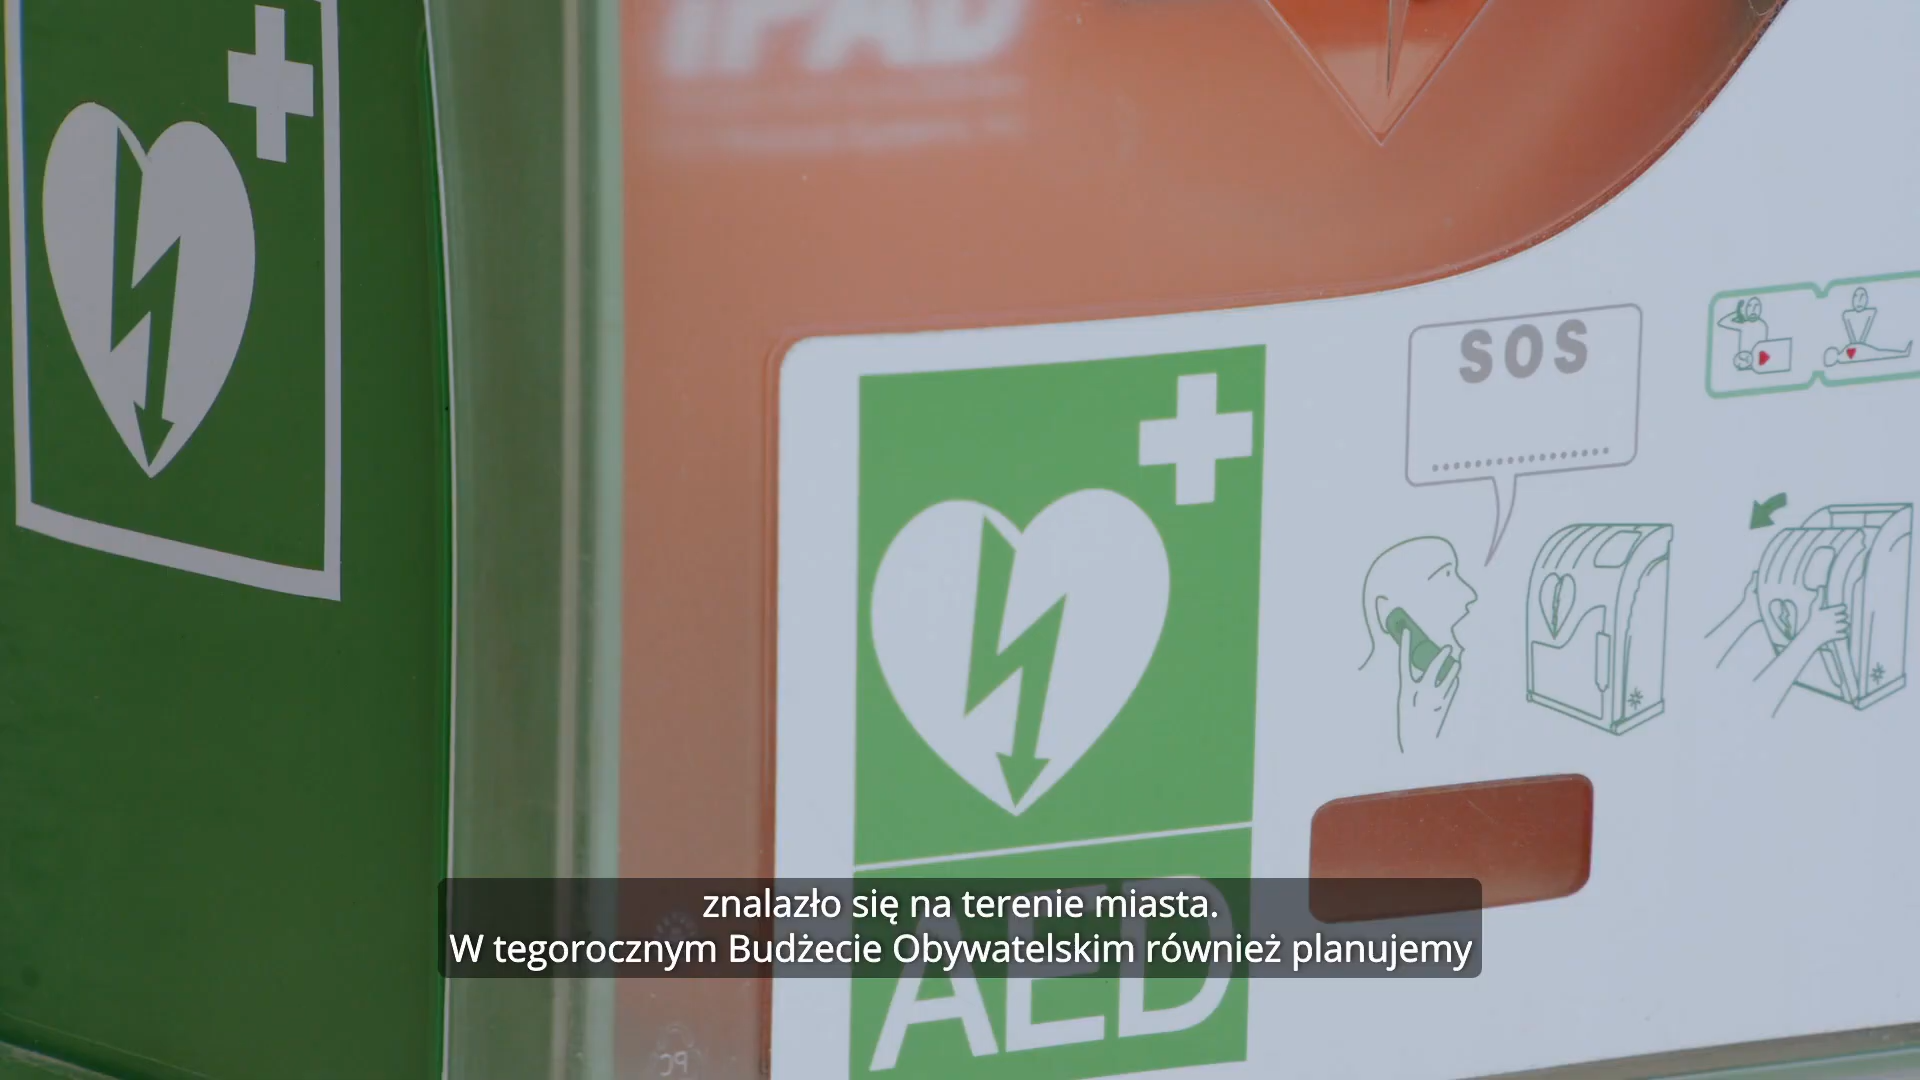 iPAD
SOS
AED
znalazło się na terenie miasta.
W tegorocznym Budżecie Obywatelskim również planujemy